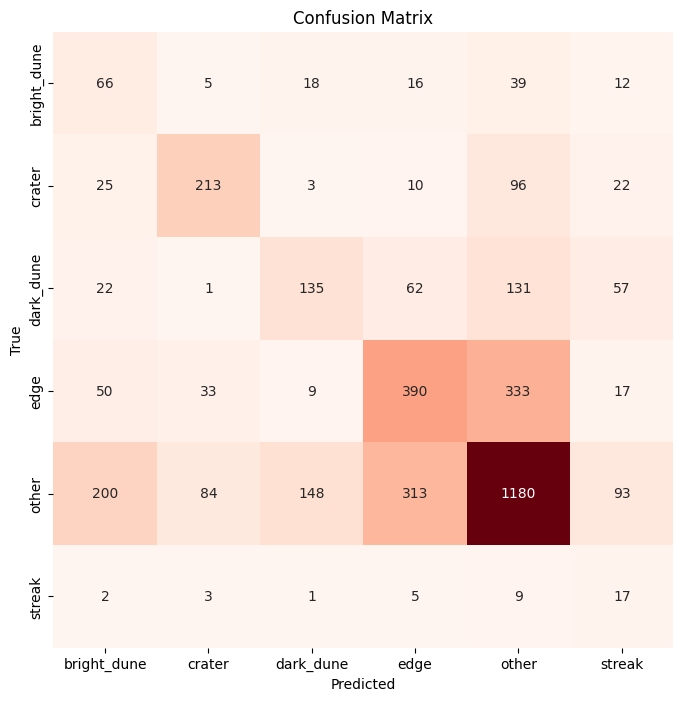 Confusion Matrix
True
bright_dune 66 5 18 16 39 12
crater 25 213 3 10 96 22
dark_dune 22 1 135 62 131 57
edge 50 33 9 390 333 17
other 200 84 148 313 1180 93
streak 2 3 1 5 9 17
bright_dune crater dark_dune edge other streak
Predicted